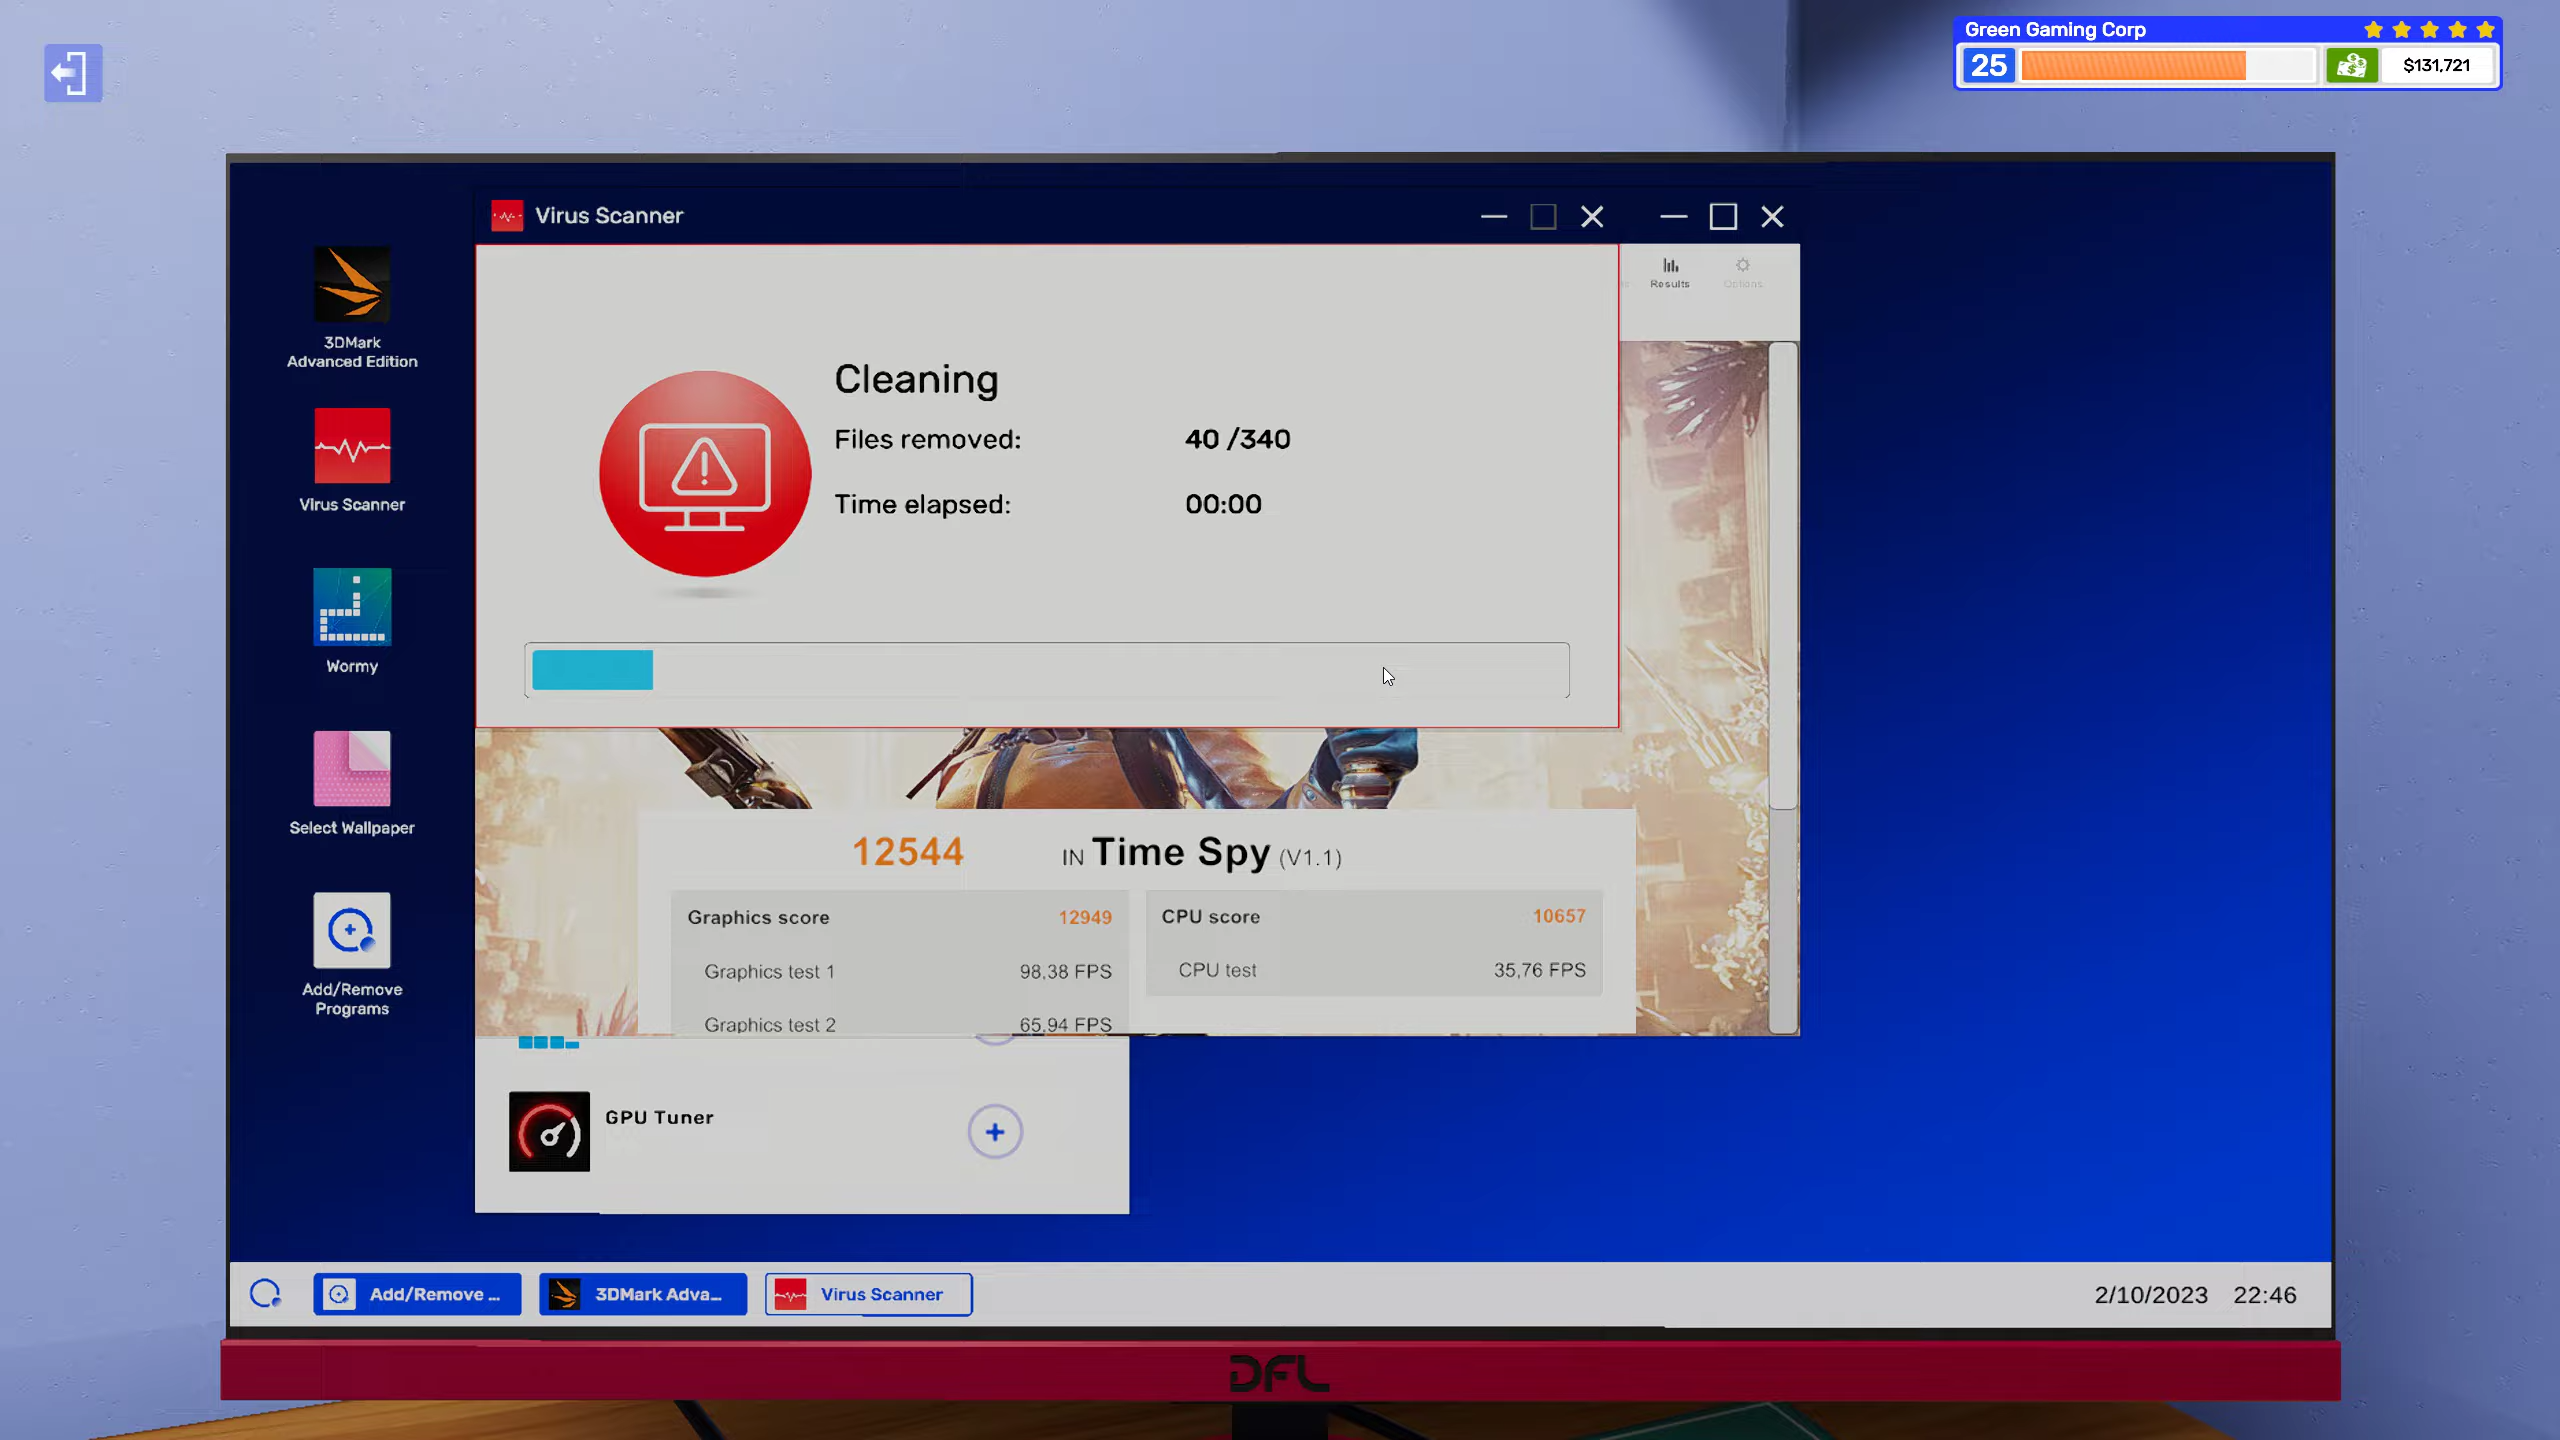 Green Gaming Corp
25
$131,721
Virus Scanner
Results
Options
3DMark
Advanced Edition
Virus Scanner
Wormy
Select Wallpaper
Add/Remove
Programs
Cleaning
Files removed: 40 /340
Time elapsed: 00:00
12544 IN Time Spy (V1.1)
Graphics score 12949
Graphics test 1 98,38 FPS
Graphics test 2 65,94 FPS
CPU score 10657
CPU test 35,76 FPS
GPU Tuner
Add/Remove ...
3DMark Adva...
Virus Scanner
2/10/2023 22:46
DFL